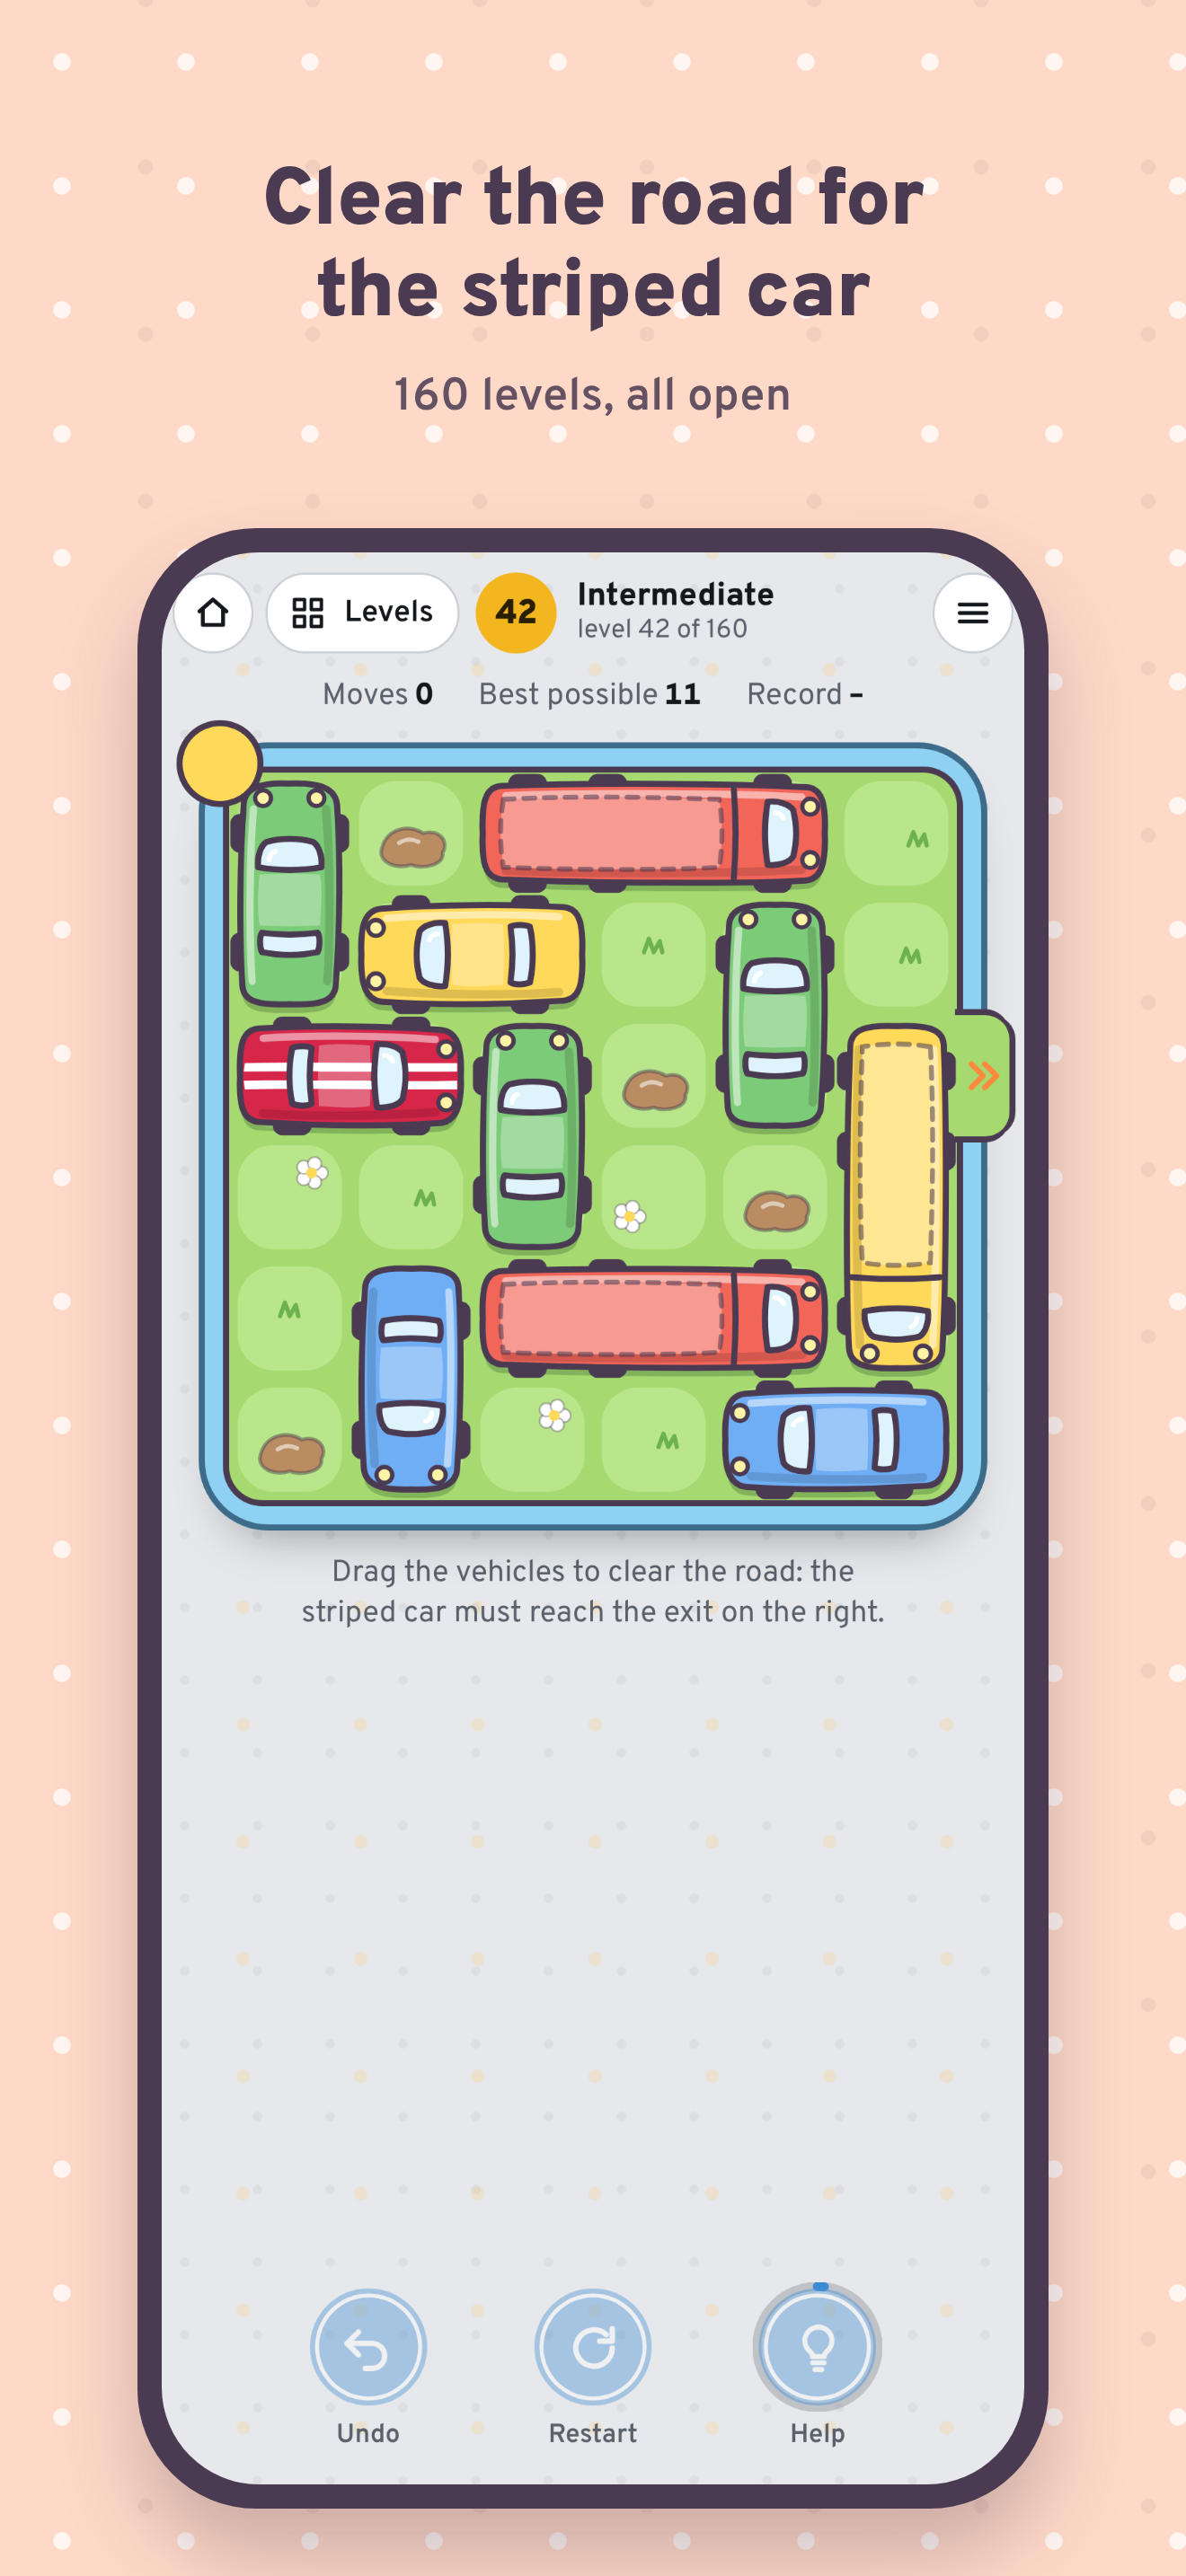 Clear the road for
the striped car
160 levels, all open
Levels
42
Intermediate
level 42 of 160
Moves 0 Best possible 11 Record –
Drag the vehicles to clear the road: the
striped car must reach the exit on the right.
Undo Restart Help